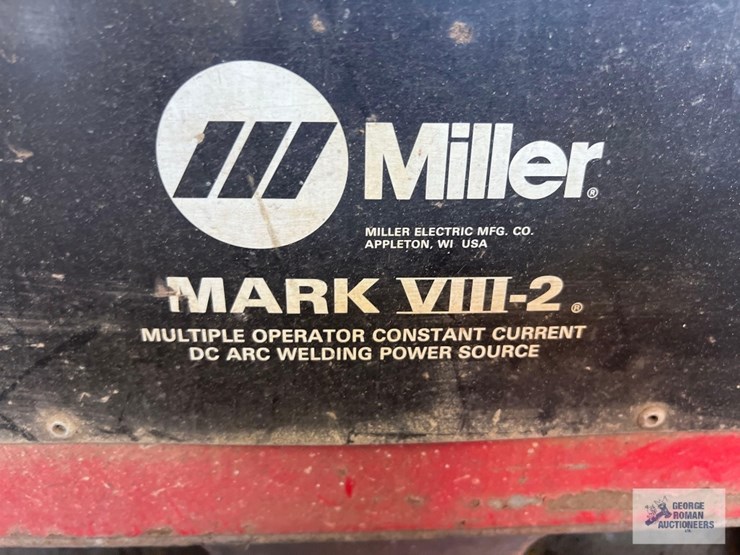 Miller®
MILLER ELECTRIC MFG. CO.
APPLETON, WI USA
MARK VIII-2®
MULTIPLE OPERATOR CONSTANT CURRENT
DC ARC WELDING POWER SOURCE
GEORGE
ROMAN
AUCTIONEERS